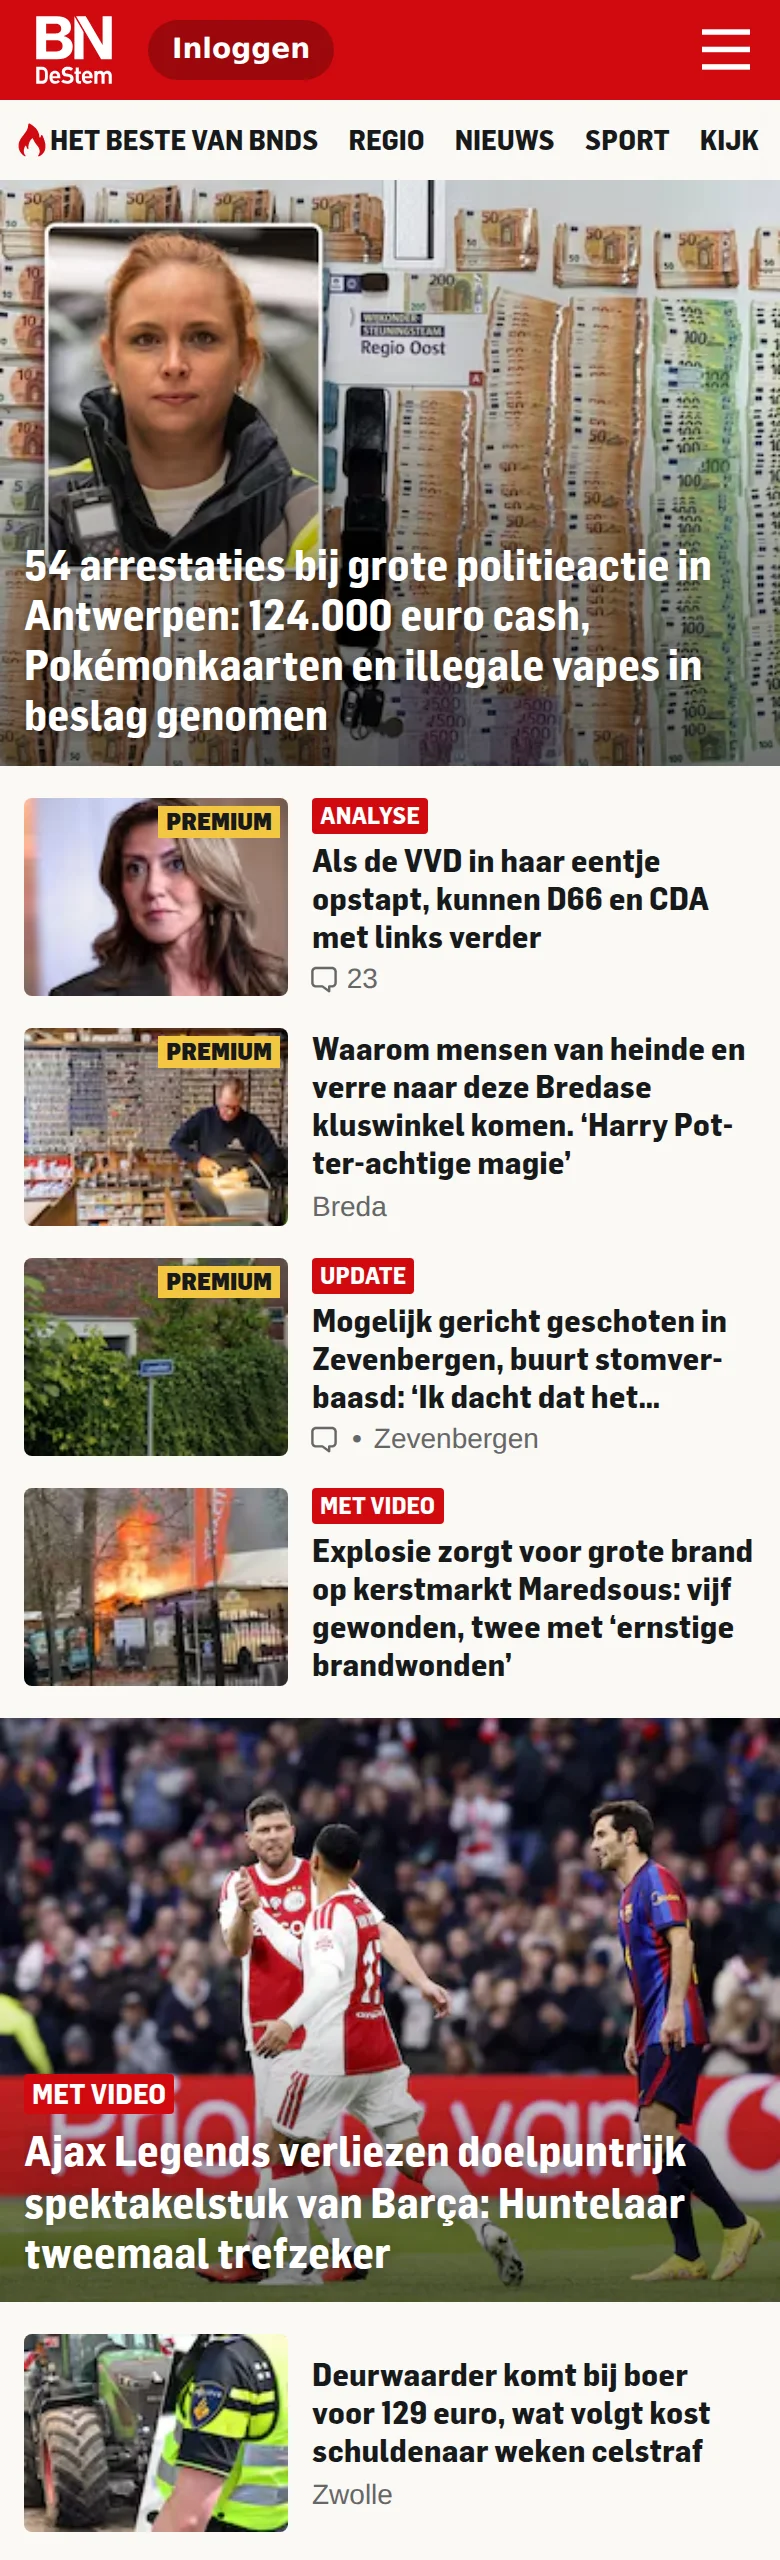 BN
DeStem
Inloggen
HET BESTE VAN BNDS REGIO NIEUWS SPORT KIJK
WIJKONDER-
STEUNINGSTEAM
Regio Oost
54 arrestaties bij grote politieactie in
Antwerpen: 124.000 euro cash,
Pokémonkaarten en illegale vapes in
beslag genomen
PREMIUM
ANALYSE
Als de VVD in haar eentje
opstapt, kunnen D66 en CDA
met links verder
23
PREMIUM
Waarom mensen van heinde en
verre naar deze Bredase
kluswinkel komen. ‘Harry Pot-
ter-achtige magie’
Breda
PREMIUM
UPDATE
Mogelijk gericht geschoten in
Zevenbergen, buurt stomver-
baasd: ‘Ik dacht dat het...
• Zevenbergen
MET VIDEO
Explosie zorgt voor grote brand
op kerstmarkt Maredsous: vijf
gewonden, twee met ‘ernstige
brandwonden’
MET VIDEO
Ajax Legends verliezen doelpuntrijk
spektakelstuk van Barça: Huntelaar
tweemaal trefzeker
Deurwaarder komt bij boer
voor 129 euro, wat volgt kost
schuldenaar weken celstraf
Zwolle